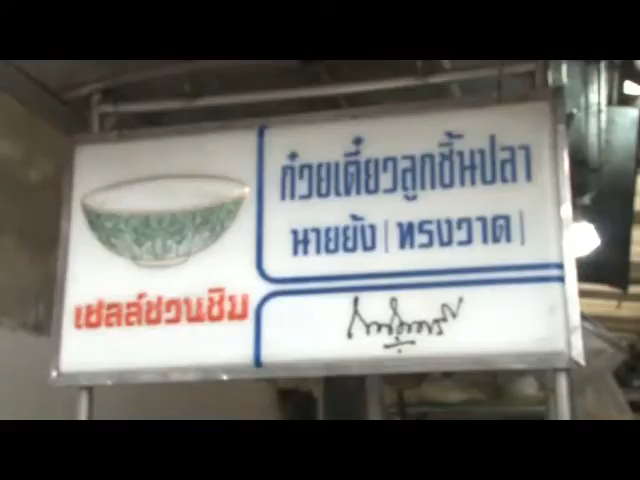 ก๋วยเตี๋ยวลูกชิ้นปลา
นายย้ง (ทรงวาด)
เชลล์ชวนชิม